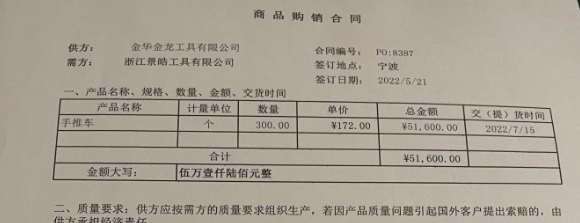 商品购销合同
供方： 金华金龙工具有限公司 合同编号： PO:8387
需方： 浙江景皓工具有限公司 签订地点： 宁波
签订日期： 2022/5/21
一、产品名称、规格、数量、金额、交货时间
产品名称 计量单位 数量 单价 总金额 交（提）货时间
手推车 个 300.00 ¥172.00 ¥51,600.00 2022/7/15
合计 ¥51,600.00
金额大写： 伍万壹仟陆佰元整
二、质量要求：供方应按需方的质量要求组织生产，若因产品质量问题引起国外客户提出索赔的，由
供方承担经济责任